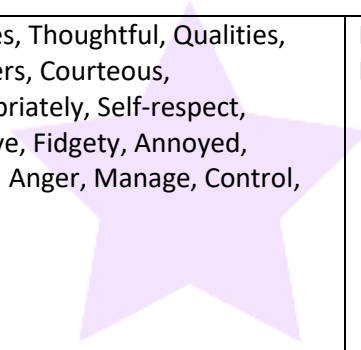 es, Thoughtful, Qualities,
ers, Courteous,
priately, Self-respect,
ve, Fidgety, Annoyed,
Anger, Manage, Control,